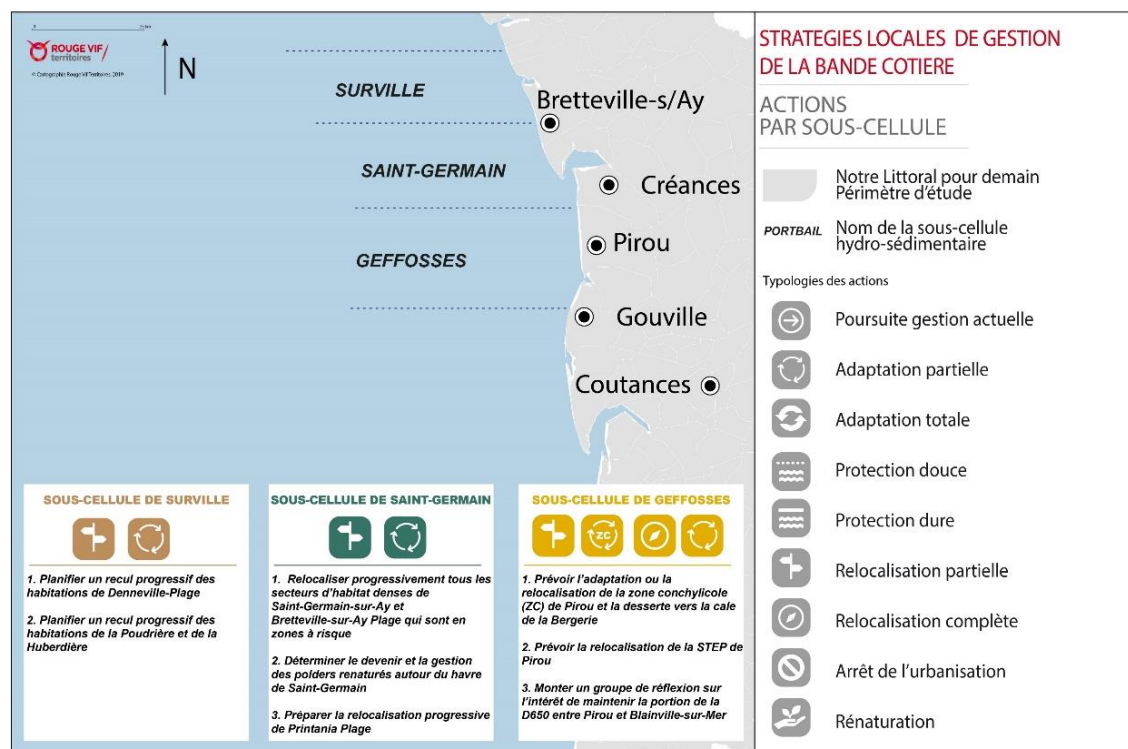 ROUGE VIF
territoires
© Cartographie Rouge Vif Territoires, 2019
N
SURVILLE
SAINT-GERMAIN
GEFFOSSES
Bretteville-s/Ay
Créances
Pirou
Gouville
Coutances
SOUS-CELLULE DE SURVILLE
1. Planifier un recul progressif des
habitations de Denneville-Plage
2. Planifier un recul progressif des
habitations de la Poudrière et de la
Huberdière
SOUS-CELLULE DE SAINT-GERMAIN
1. Relocaliser progressivement tous les
secteurs d'habitat denses de
Saint-Germain-sur-Ay et
Bretteville-sur-Ay Plage qui sont en
zones à risque
2. Déterminer le devenir et la gestion
des polders renaturés autour du havre
de Saint-Germain
3. Préparer la relocalisation progressive
de Printania Plage
SOUS-CELLULE DE GEFFOSSES
ZC
1. Prévoir l'adaptation ou la
relocalisation de la zone conchylicole
(ZC) de Pirou et la desserte vers la cale
de la Bergerie
2. Prévoir la relocalisation de la STEP de
Pirou
3. Monter un groupe de réflexion sur
l'intérêt de maintenir la portion de la
D650 entre Pirou et Blainville-sur-Mer
STRATEGIES LOCALES DE GESTION
DE LA BANDE COTIERE
ACTIONS
PAR SOUS-CELLULE
Notre Littoral pour demain
Périmètre d'étude
PORTBAIL Nom de la sous-cellule
hydro-sédimentaire
Typologies des actions
Poursuite gestion actuelle
Adaptation partielle
Adaptation totale
Protection douce
Protection dure
Relocalisation partielle
Relocalisation complète
Arrêt de l'urbanisation
Rénaturation